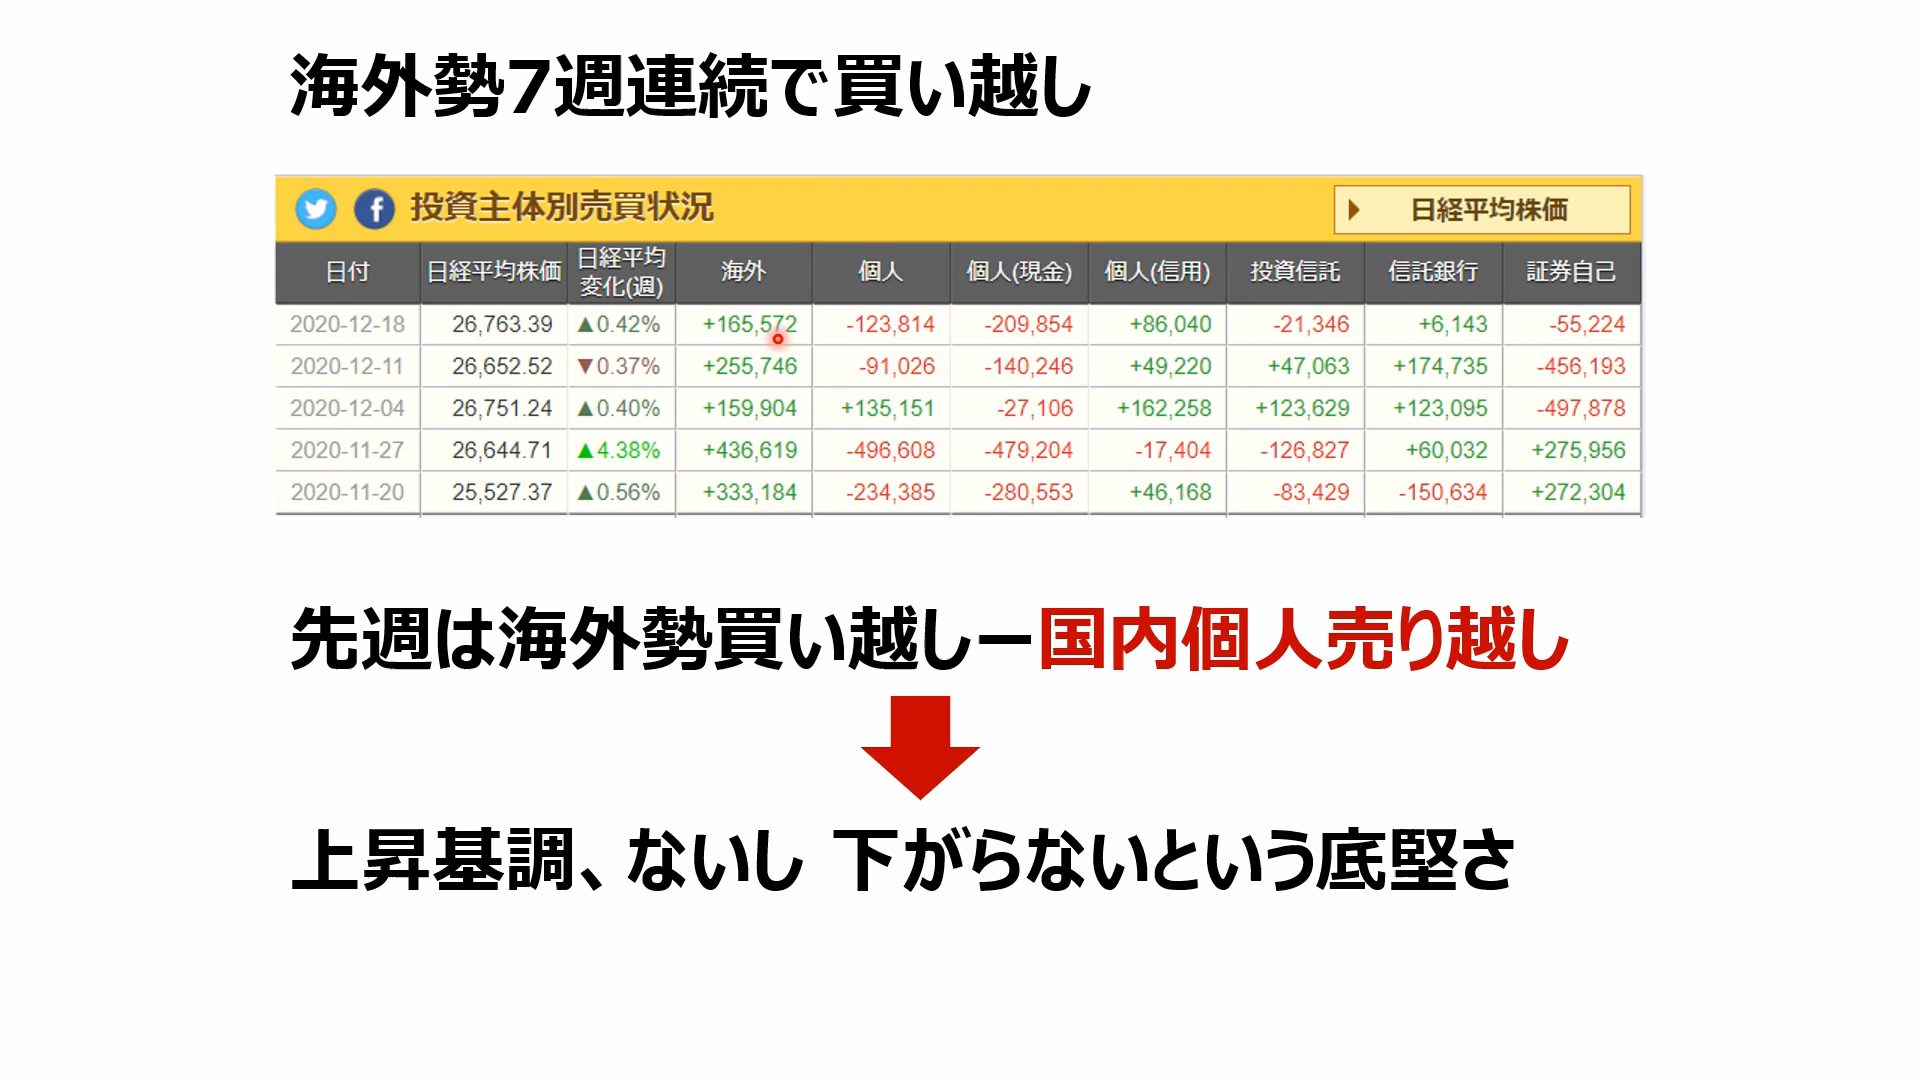 海外勢7週連続で買い越し
投資主体別売買状況
日経平均株価
日付 日経平均株価 日経平均変化(週) 海外 個人 個人(現金) 個人(信用) 投資信託 信託銀行 証券自己
2020-12-18 26,763.39 ▲0.42% +165,572 -123,814 -209,854 +86,040 -21,346 +6,143 -55,224
2020-12-11 26,652.52 ▼0.37% +255,746 -91,026 -140,246 +49,220 +47,063 +174,735 -456,193
2020-12-04 26,751.24 ▲0.40% +159,904 +135,151 -27,106 +162,258 +123,629 +123,095 -497,878
2020-11-27 26,644.71 ▲4.38% +436,619 -496,608 -479,204 -17,404 -126,827 +60,032 +275,956
2020-11-20 25,527.37 ▲0.56% +333,184 -234,385 -280,553 +46,168 -83,429 -150,634 +272,304
先週は海外勢買い越しー国内個人売り越し
上昇基調、ないし 下がらないという底堅さ